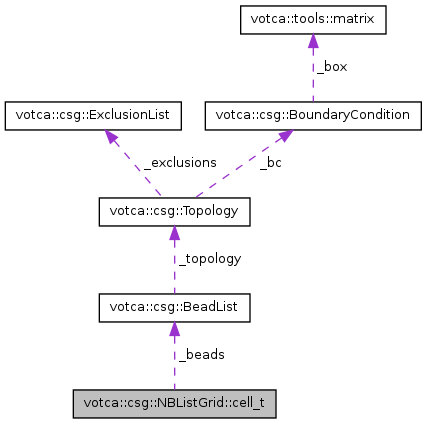 votca::tools::matrix
_box
votca::csg::ExclusionList
votca::csg::BoundaryCondition
_exclusions
_bc
votca::csg::Topology
_topology
votca::csg::BeadList
_beads
votca::csg::NBListGrid::cell_t